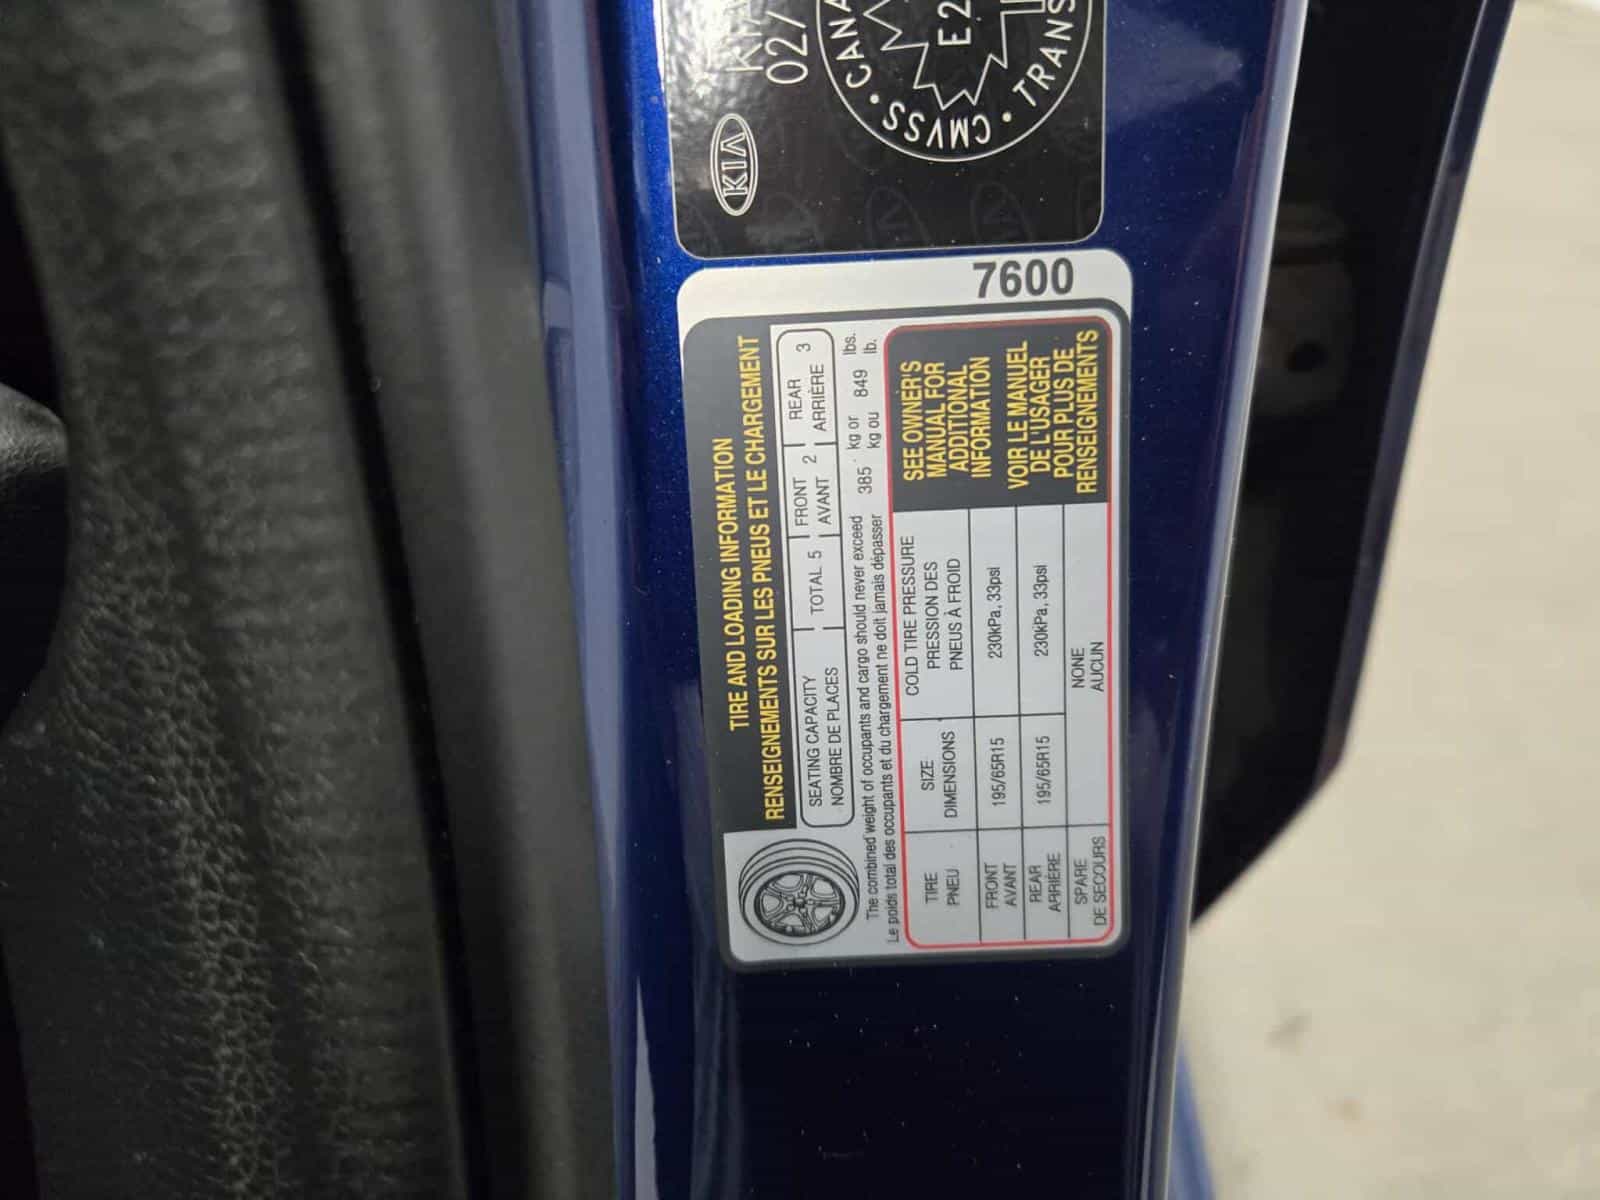 KIA
02/
KIA
CMVSS • CANA
E2
• TRANS
7600
TIRE AND LOADING INFORMATION
RENSEIGNEMENTS SUR LES PNEUS ET LE CHARGEMENT
SEATING CAPACITY TOTAL 5 FRONT 2 REAR 3
NOMBRE DE PLACES AVANT ARRIÈRE
The combined weight of occupants and cargo should never exceed 385 kg or 849 lbs.
Le poids total des occupants et du chargement ne doit jamais dépasser kg ou lb.
TIRE SIZE COLD TIRE PRESSURE
PNEU DIMENSIONS PRESSION DES
PNEUS À FROID
FRONT 195/65R15 230kPa, 33psi
AVANT
REAR 195/65R15 230kPa, 33psi
ARRIÈRE
SPARE NONE
DE SECOURS AUCUN
SEE OWNER'S
MANUAL FOR
ADDITIONAL
INFORMATION
VOIR LE MANUEL
DE L'USAGER
POUR PLUS DE
RENSEIGNEMENTS